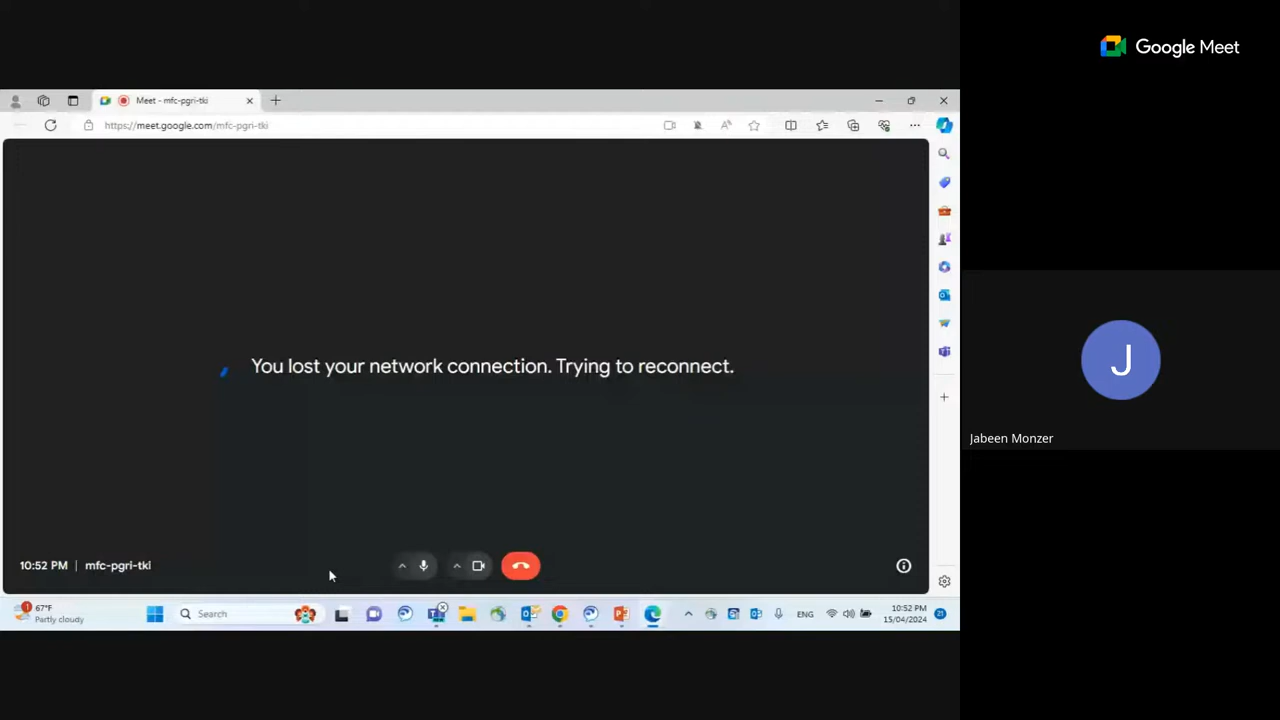 Google Meet
Meet - mfc-pgri-tki
https://meet.google.com/mfc-pgri-tki
You lost your network connection. Trying to reconnect.
J
Jabeen Monzer
10:52 PM | mfc-pgri-tki
1
67°F
Partly cloudy
Search
ENG
10:52 PM
15/04/2024